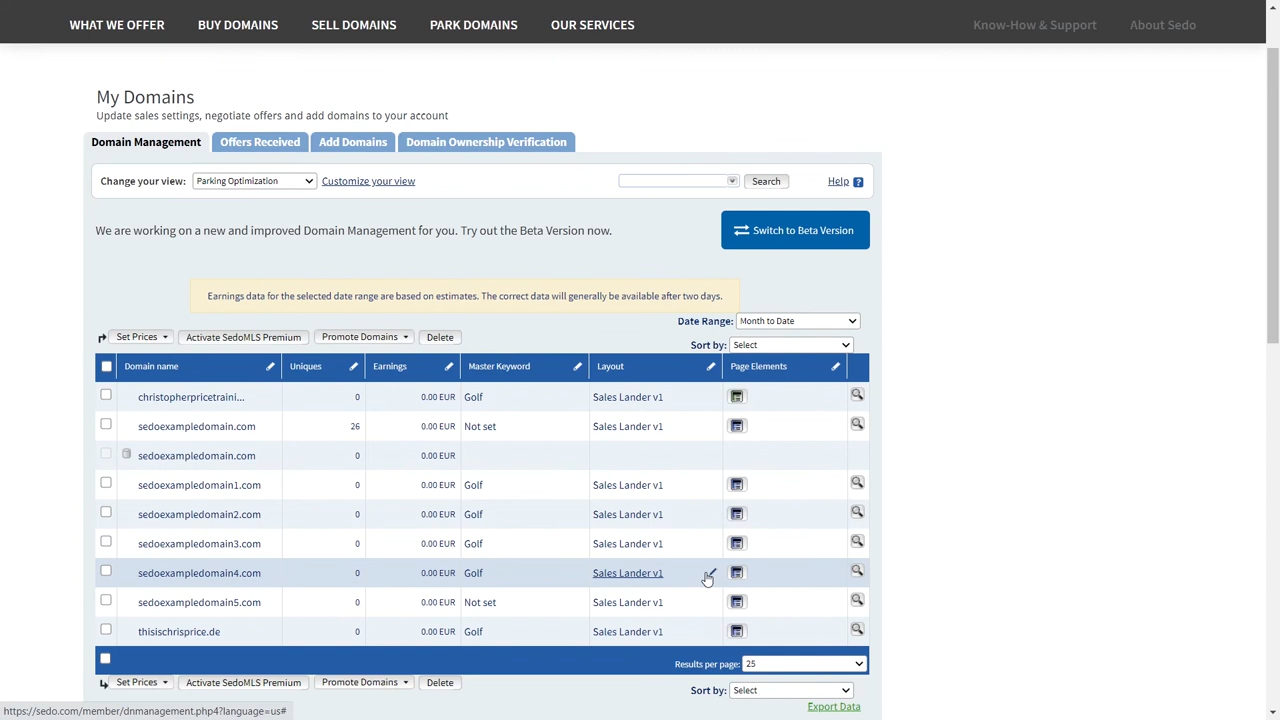 WHAT WE OFFER BUY DOMAINS SELL DOMAINS PARK DOMAINS OUR SERVICES Know-How & Support About Sedo
My Domains
Update sales settings, negotiate offers and add domains to your account
Domain Management Offers Received Add Domains Domain Ownership Verification
Change your view: Parking Optimization Customize your view Search Help ?
We are working on a new and improved Domain Management for you. Try out the Beta Version now. Switch to Beta Version
Earnings data for the selected date range are based on estimates. The correct data will generally be available after two days.
Date Range: Month to Date
Set Prices Activate SedoMLS Premium Promote Domains Delete
Sort by: Select
Domain name Uniques Earnings Master Keyword Layout Page Elements
christopherpricetraini... 0 0.00 EUR Golf Sales Lander v1
sedoexampledomain.com 26 0.00 EUR Not set Sales Lander v1
sedoexampledomain.com 0 0.00 EUR
sedoexampledomain1.com 0 0.00 EUR Golf Sales Lander v1
sedoexampledomain2.com 0 0.00 EUR Golf Sales Lander v1
sedoexampledomain3.com 0 0.00 EUR Golf Sales Lander v1
sedoexampledomain4.com 0 0.00 EUR Golf Sales Lander v1
sedoexampledomain5.com 0 0.00 EUR Not set Sales Lander v1
thisischrisprice.de 0 0.00 EUR Golf Sales Lander v1
Results per page: 25
Set Prices Activate SedoMLS Premium Promote Domains Delete
Sort by: Select
Export Data
https://sedo.com/member/dnmanagement.php4?language=us#